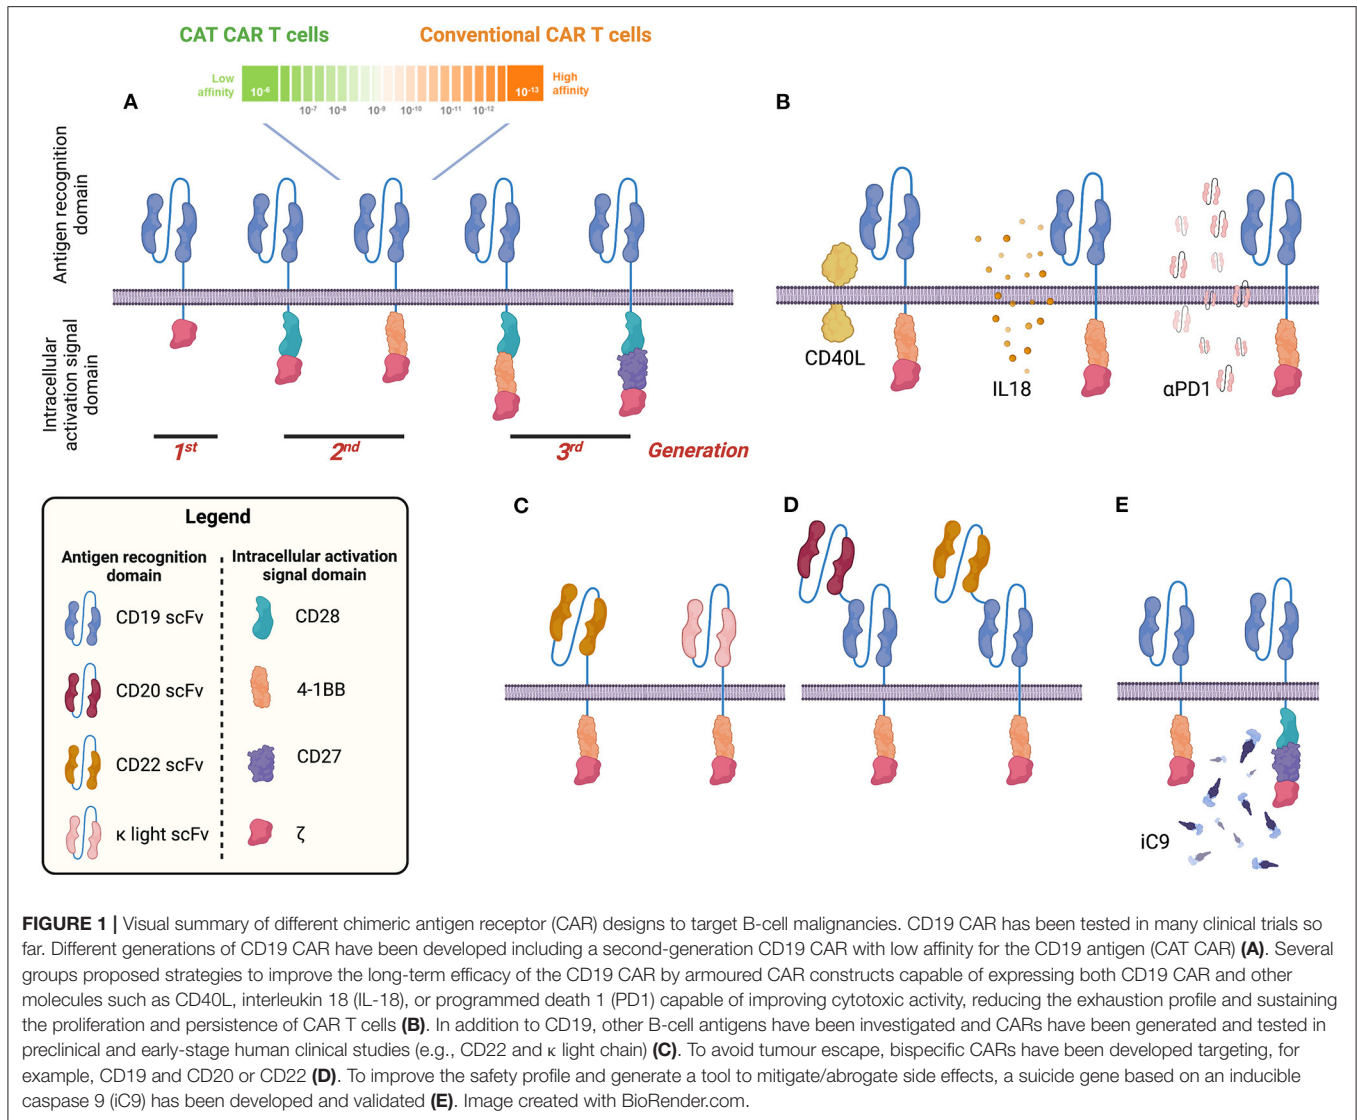 CAT CAR T cells
Conventional CAR T cells
Low
affinity
10⁻⁶
10⁻¹³
High
affinity
10⁻⁷
10⁻⁸
10⁻⁹
10⁻¹⁰
10⁻¹¹
10⁻¹²
A
Antigen recognition
domain
Intracellular
activation signal
domain
1st
2nd
3rd
Generation
B
CD40L
IL18
αPD1
Legend
Antigen recognition
domain
CD19 scFv
CD20 scFv
CD22 scFv
κ light scFv
Intracellular activation
signal domain
CD28
4-1BB
CD27
ζ
C
D
E
iC9
FIGURE 1 | Visual summary of different chimeric antigen receptor (CAR) designs to target B-cell malignancies. CD19 CAR has been tested in many clinical trials so
far. Different generations of CD19 CAR have been developed including a second-generation CD19 CAR with low affinity for the CD19 antigen (CAT CAR) (A). Several
groups proposed strategies to improve the long-term efficacy of the CD19 CAR by armoured CAR constructs capable of expressing both CD19 CAR and other
molecules such as CD40L, interleukin 18 (IL-18), or programmed death 1 (PD1) capable of improving cytotoxic activity, reducing the exhaustion profile and sustaining
the proliferation and persistence of CAR T cells (B). In addition to CD19, other B-cell antigens have been investigated and CARs have been generated and tested in
preclinical and early-stage human clinical studies (e.g., CD22 and κ light chain) (C). To avoid tumour escape, bispecific CARs have been developed targeting, for
example, CD19 and CD20 or CD22 (D). To improve the safety profile and generate a tool to mitigate/abrogate side effects, a suicide gene based on an inducible
caspase 9 (iC9) has been developed and validated (E). Image created with BioRender.com.